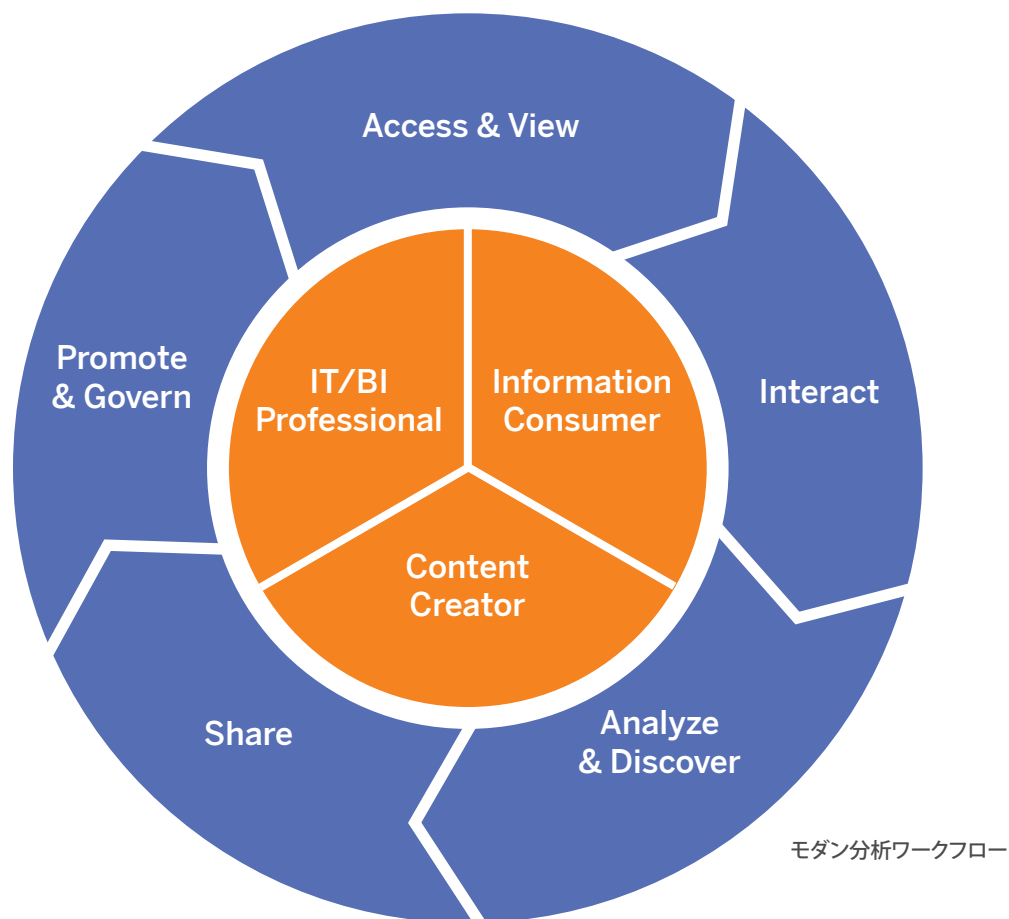 Access & View
Promote
& Govern
IT/BI
Professional
Information
Consumer
Interact
Content
Creator
Share
Analyze
& Discover
モダン分析ワークフロー